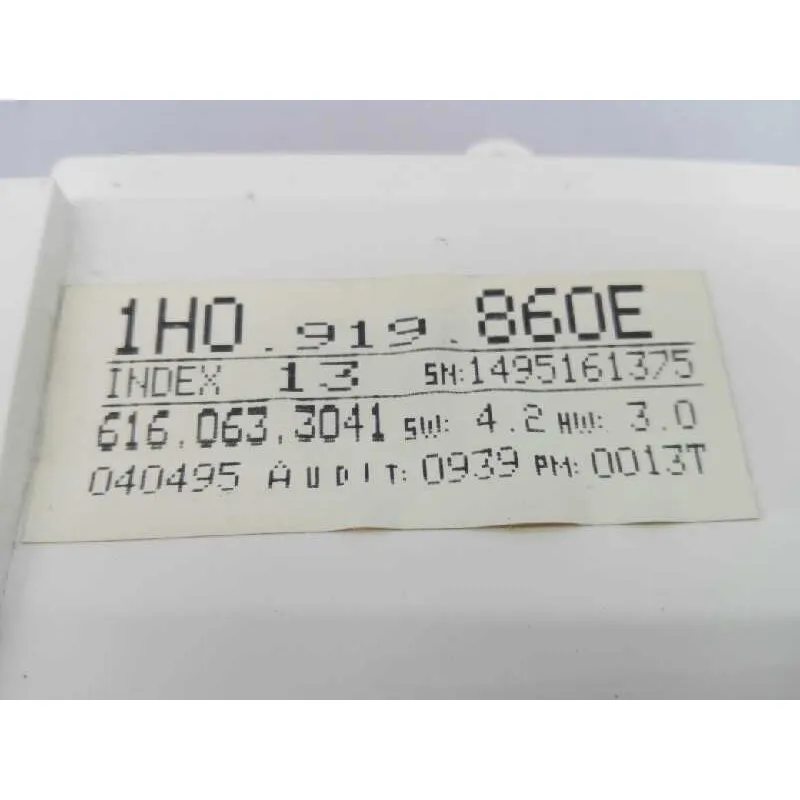 1H0.919.860E
INDEX 13 SN:1495161375
616.063.3041 SW: 4.2 HW: 3.0
040495 AUDIT:0939 PM:0013T